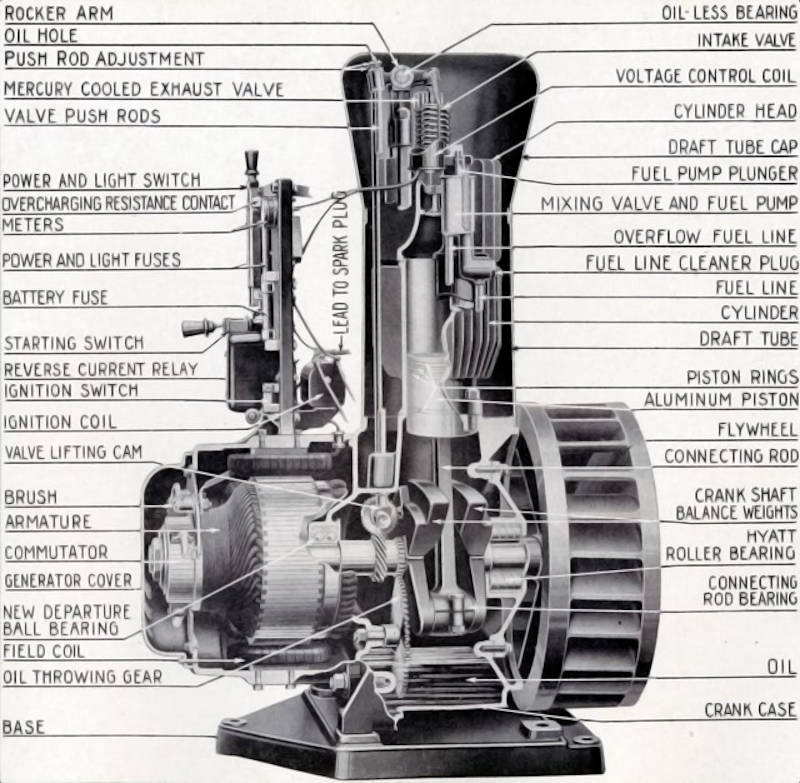 ROCKER ARM
OIL HOLE
PUSH ROD ADJUSTMENT
MERCURY COOLED EXHAUST VALVE
VALVE PUSH RODS
POWER AND LIGHT SWITCH
OVERCHARGING RESISTANCE CONTACT
METERS
POWER AND LIGHT FUSES
BATTERY FUSE
STARTING SWITCH
REVERSE CURRENT RELAY
IGNITION SWITCH
IGNITION COIL
VALVE LIFTING CAM
BRUSH
ARMATURE
COMMUTATOR
GENERATOR COVER
NEW DEPARTURE
BALL BEARING
FIELD COIL
OIL THROWING GEAR
BASE
LEAD TO SPARK PLUG
OIL-LESS BEARING
INTAKE VALVE
VOLTAGE CONTROL COIL
CYLINDER HEAD
DRAFT TUBE CAP
FUEL PUMP PLUNGER
MIXING VALVE AND FUEL PUMP
OVERFLOW FUEL LINE
FUEL LINE CLEANER PLUG
FUEL LINE
CYLINDER
DRAFT TUBE
PISTON RINGS
ALUMINUM PISTON
FLYWHEEL
CONNECTING ROD
CRANK SHAFT
BALANCE WEIGHTS
HYATT
ROLLER BEARING
CONNECTING
ROD BEARING
OIL
CRANK CASE